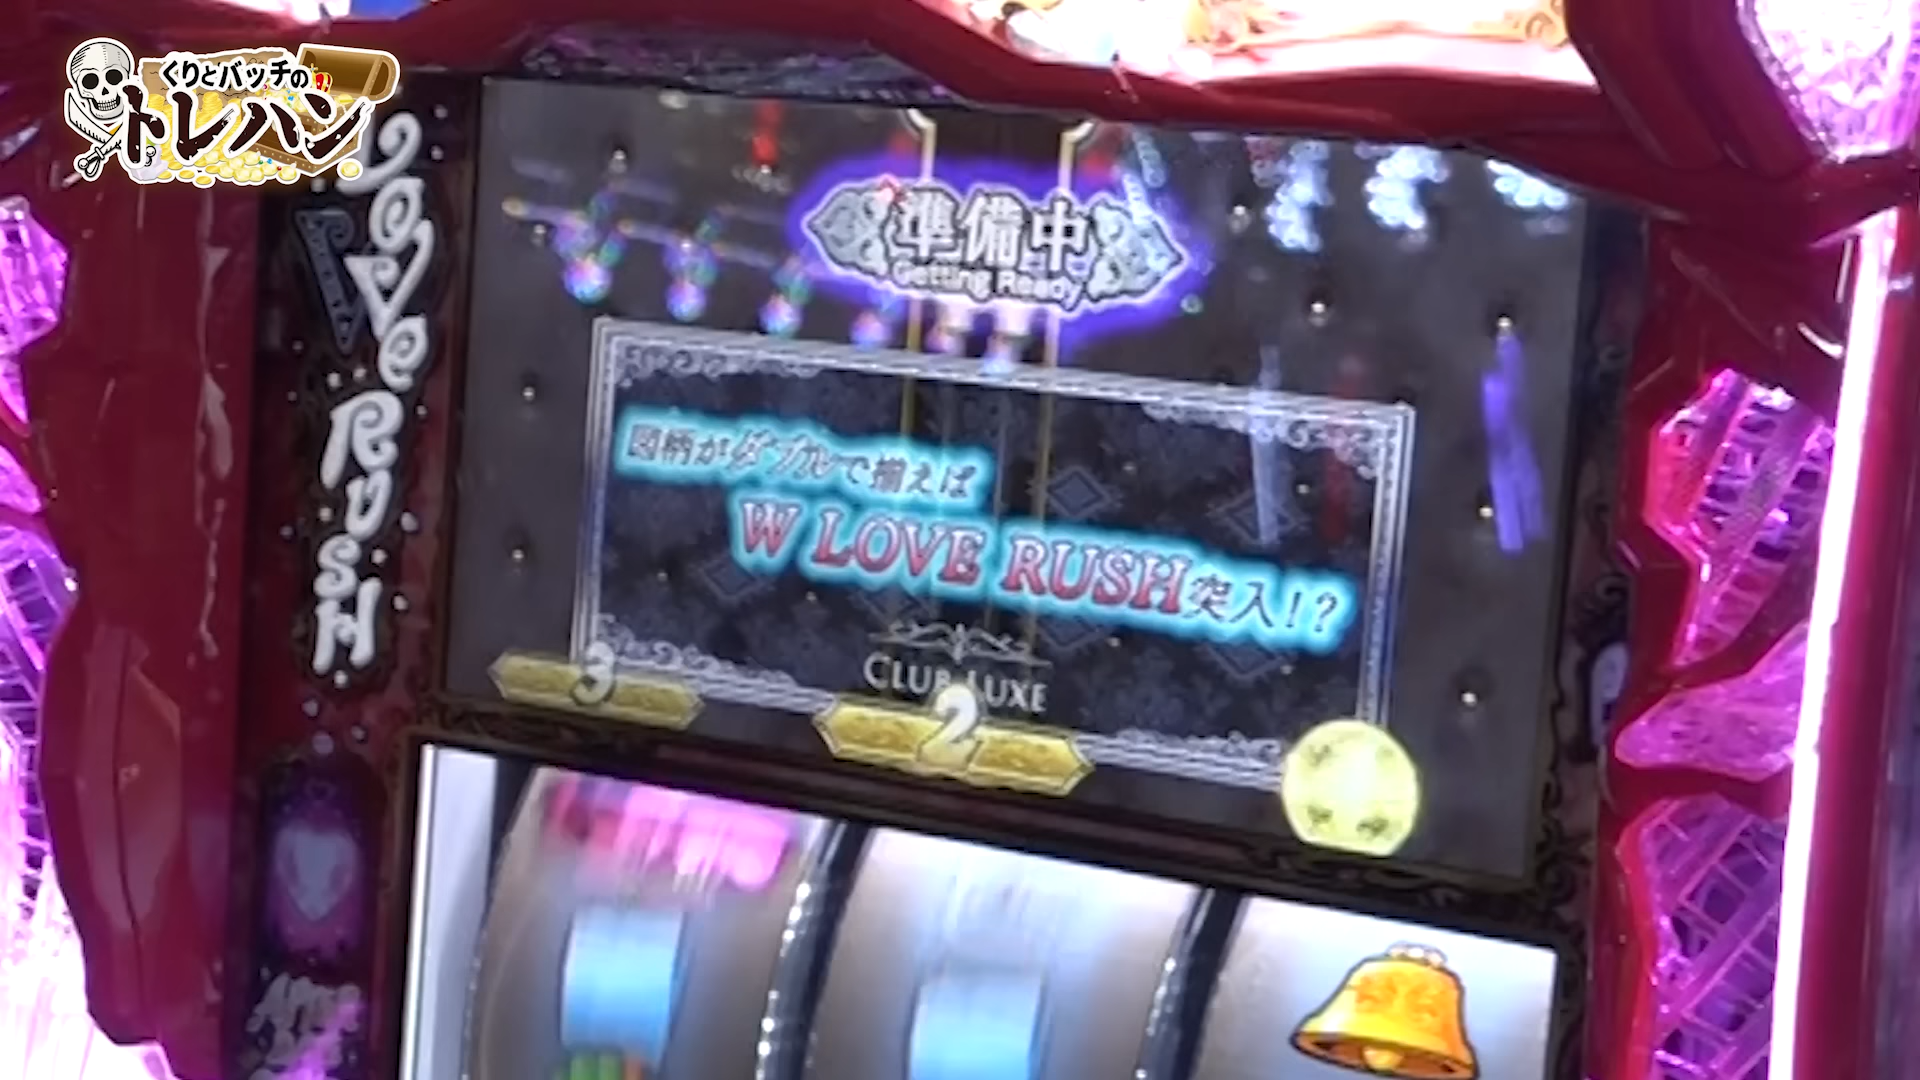 くりとバッチの
トレハン
LOVE RUSH
準備中
Getting Ready
図柄がダブルで揃えば
W LOVE RUSH突入!?
CLUB LUXE
3
2